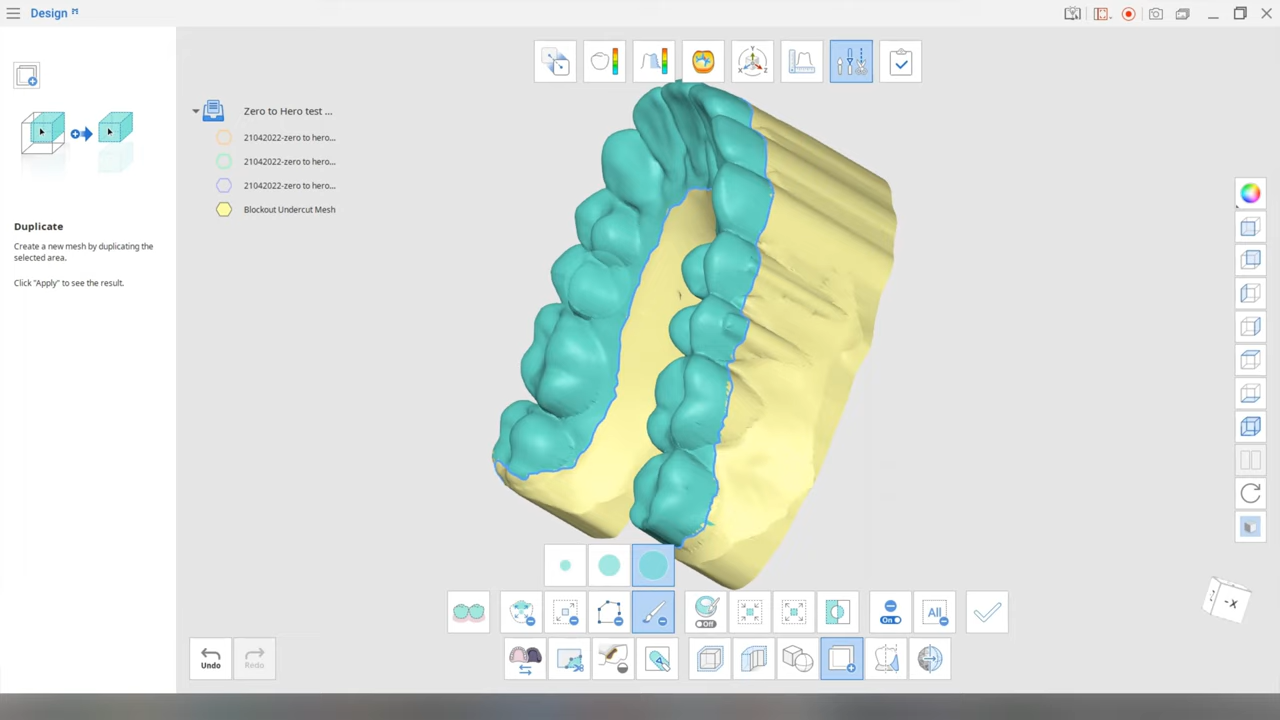 Design
Zero to Hero test ...
21042022-zero to hero...
21042022-zero to hero...
21042022-zero to hero...
Blockout Undercut Mesh
Duplicate
Create a new mesh by duplicating the
selected area.
Click "Apply" to see the result.
X
Y
Z
-X
Off
On
All
Undo
Redo